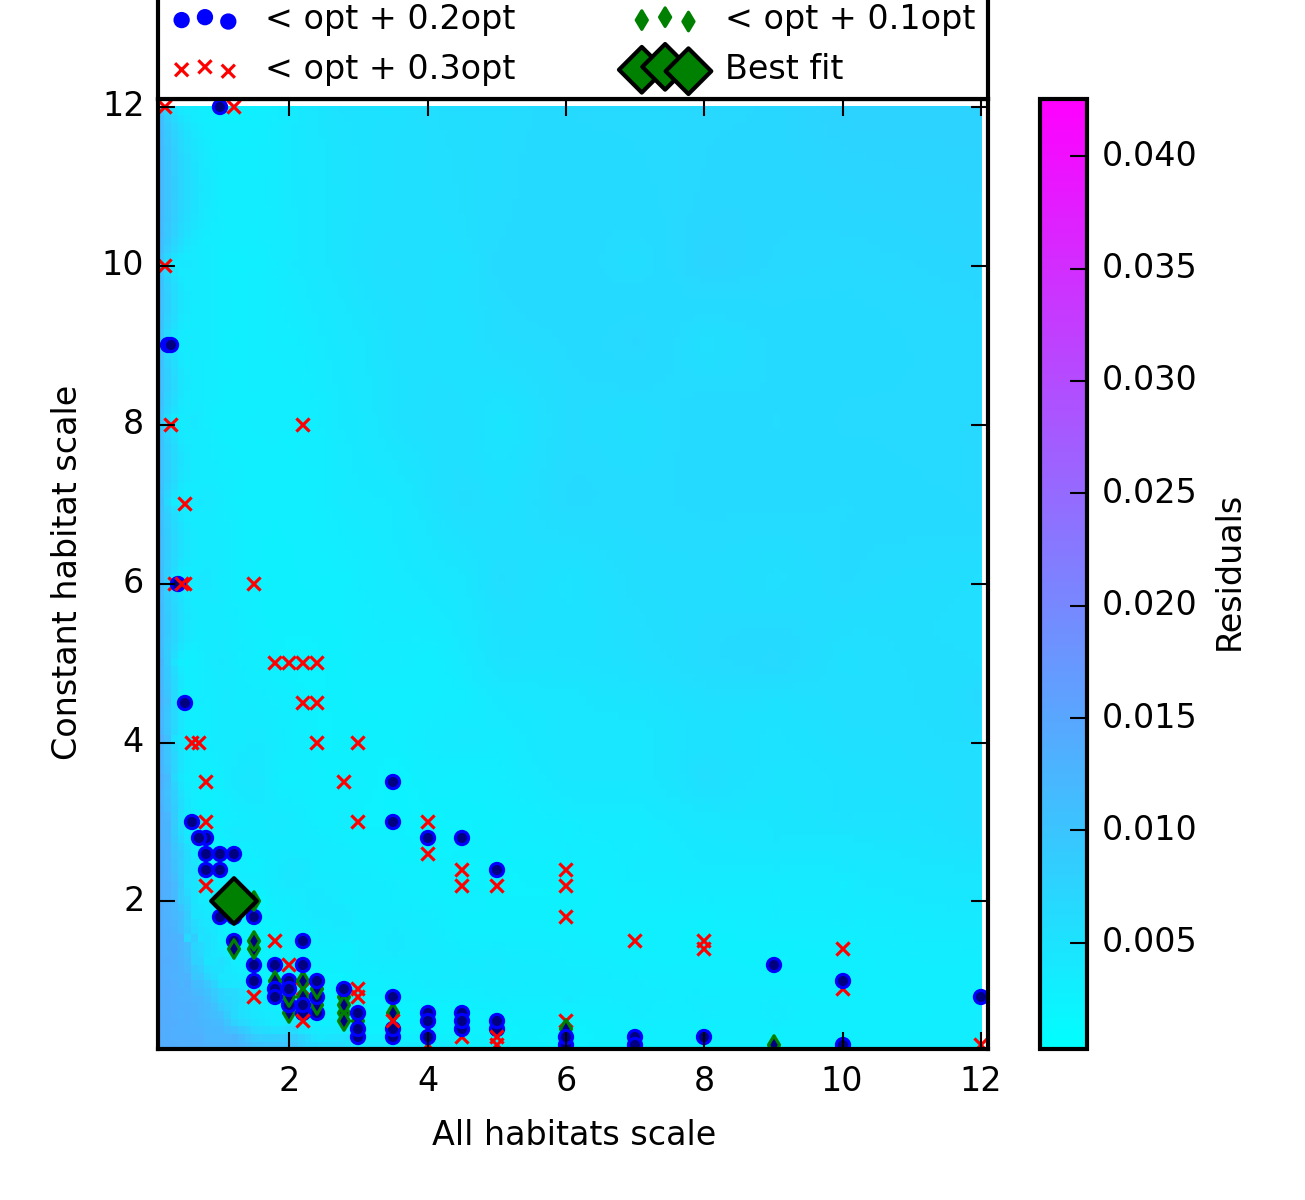 < opt + 0.2opt
< opt + 0.1opt
< opt + 0.3opt
Best fit
12
10
8
6
4
2
Constant habitat scale
2 4 6 8 10 12
All habitats scale
0.040
0.035
0.030
0.025
0.020
0.015
0.010
0.005
Residuals